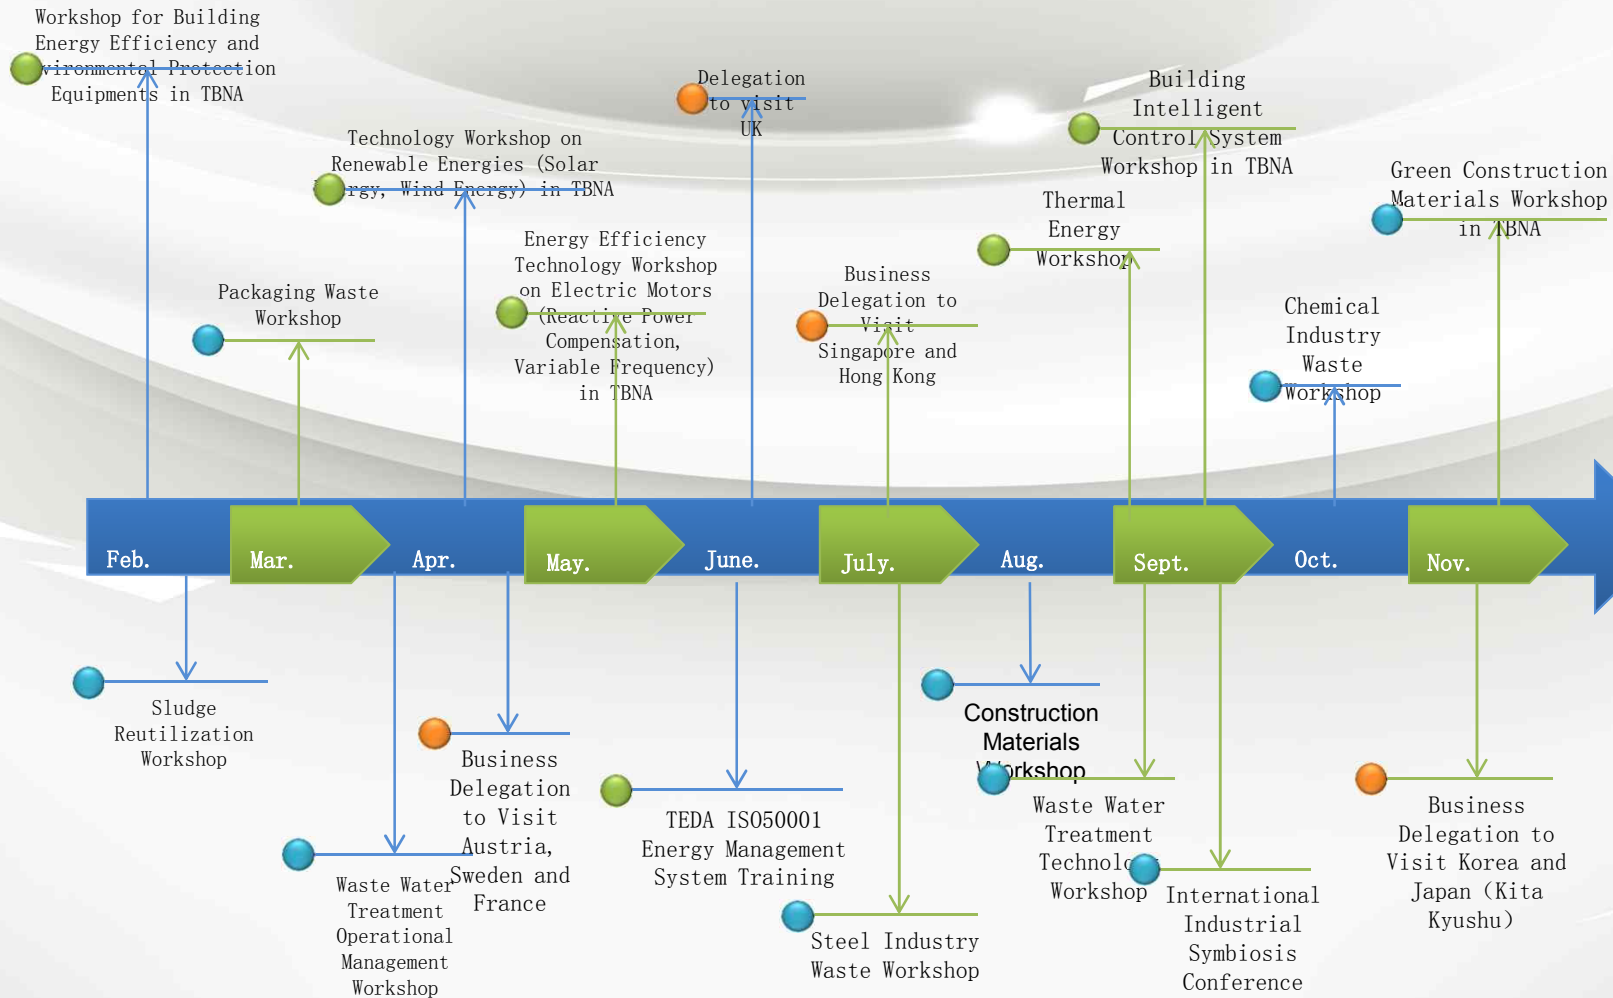 Workshop for Building
Energy Efficiency and
Environmental Protection
Equipments in TBNA
Technology Workshop on
Renewable Energies (Solar
Energy, Wind Energy) in TBNA
Packaging Waste
Workshop
Energy Efficiency
Technology Workshop
on Electric Motors
(Reactive Power
Compensation,
Variable Frequency)
in TBNA
Delegation
to visit
UK
Business
Delegation to
Visit
Singapore and
Hong Kong
Thermal
Energy
Workshop
Building
Intelligent
Control System
Workshop in TBNA
Chemical
Industry
Waste
Workshop
Green Construction
Materials Workshop
in TBNA
Feb.
Mar.
Apr.
May.
June.
July.
Aug.
Sept.
Oct.
Nov.
Sludge
Reutilization
Workshop
Waste Water
Treatment
Operational
Management
Workshop
Business
Delegation
to Visit
Austria,
Sweden and
France
TEDA ISO50001
Energy Management
System Training
Steel Industry
Waste Workshop
Construction
Materials
Workshop
Waste Water
Treatment
Technology
Workshop
International
Industrial
Symbiosis
Conference
Business
Delegation to
Visit Korea and
Japan (Kita
Kyushu)